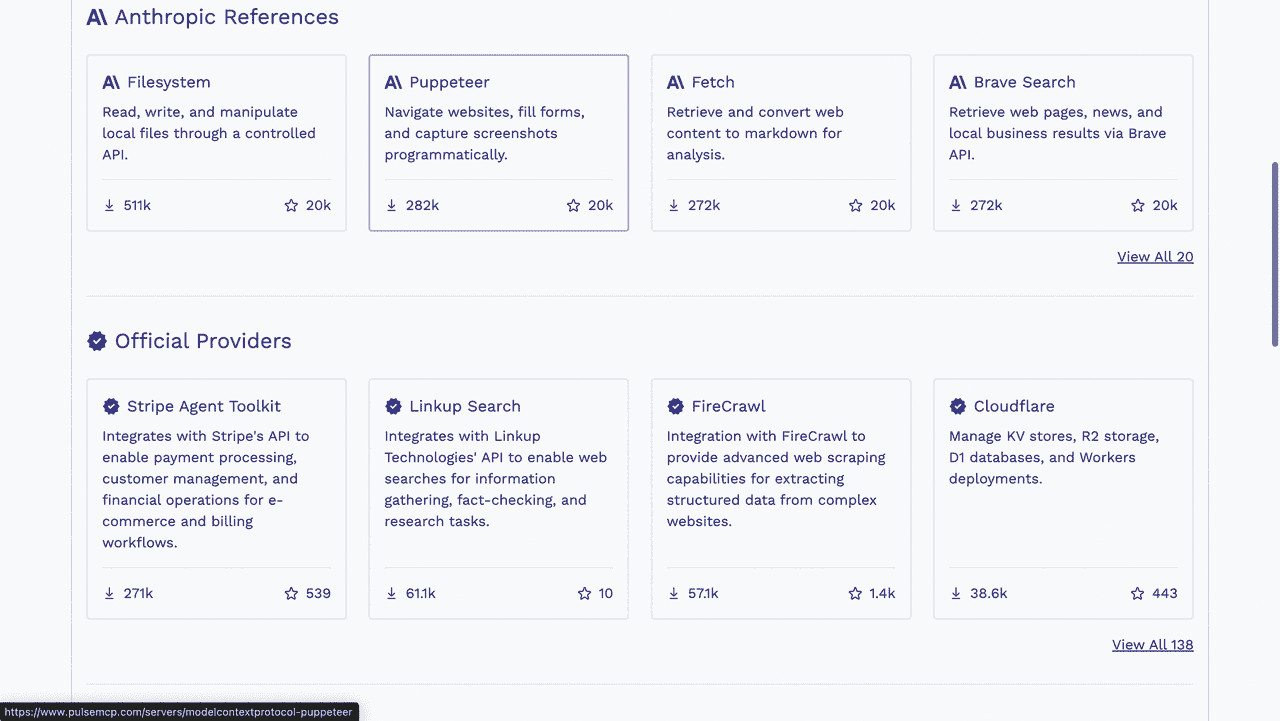 Anthropic References
Filesystem
Read, write, and manipulate
local files through a controlled
API.
511k
20k
Puppeteer
Navigate websites, fill forms,
and capture screenshots
programmatically.
282k
20k
Fetch
Retrieve and convert web
content to markdown for
analysis.
272k
20k
Brave Search
Retrieve web pages, news, and
local business results via Brave
API.
272k
20k
View All 20
Official Providers
Stripe Agent Toolkit
Integrates with Stripe's API to
enable payment processing,
customer management, and
financial operations for e-
commerce and billing
workflows.
271k
539
Linkup Search
Integrates with Linkup
Technologies' API to enable web
searches for information
gathering, fact-checking, and
research tasks.
61.1k
10
FireCrawl
Integration with FireCrawl to
provide advanced web scraping
capabilities for extracting
structured data from complex
websites.
57.1k
1.4k
Cloudflare
Manage KV stores, R2 storage,
D1 databases, and Workers
deployments.
38.6k
443
View All 138
https://www.pulsemcp.com/servers/modelcontextprotocol-puppeteer